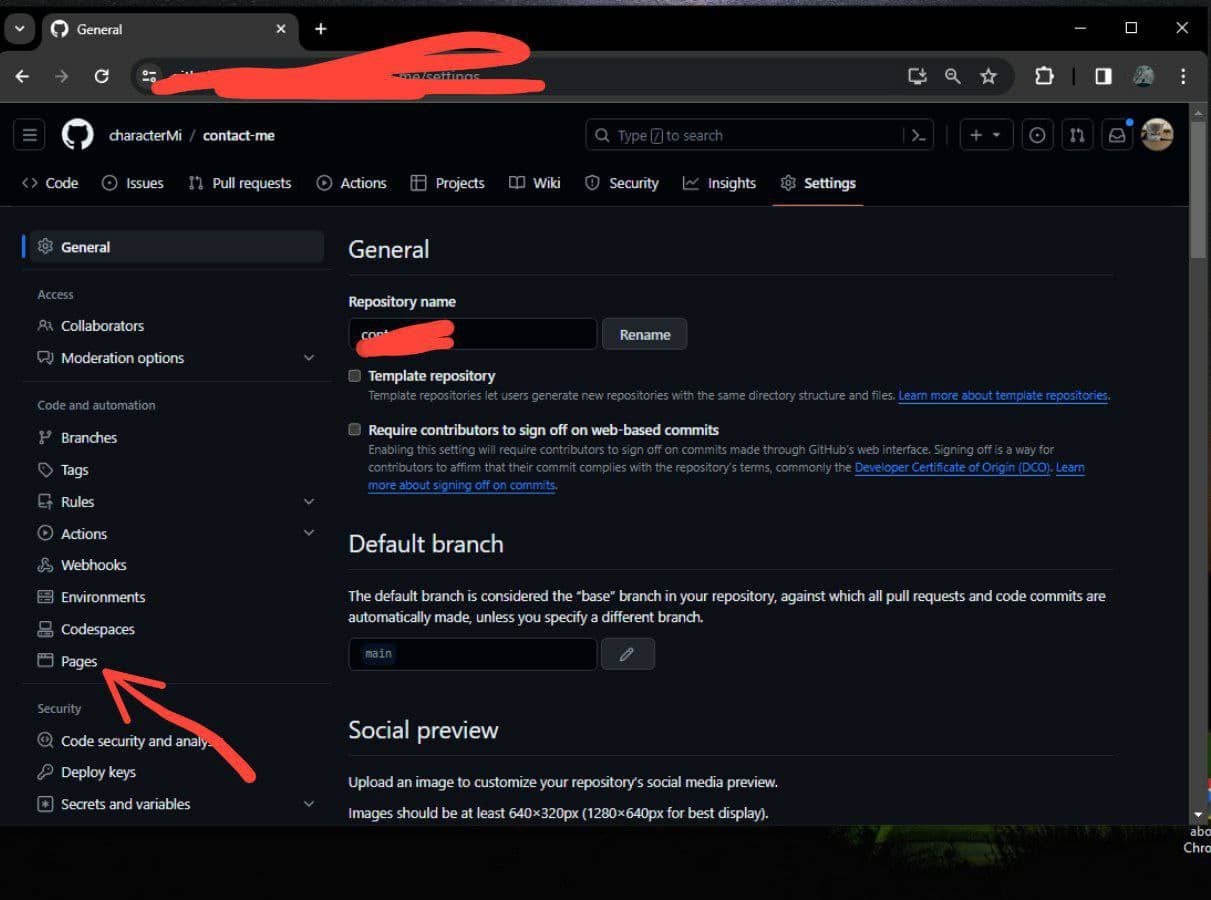 General
me/settings
characterMi / contact-me
Type / to search
Code Issues Pull requests Actions Projects Wiki Security Insights Settings
General
Access
Collaborators
Moderation options
Code and automation
Branches
Tags
Rules
Actions
Webhooks
Environments
Codespaces
Pages
Security
Code security and
Deploy keys
Secrets and variables
General
Repository name
Rename
Template repository
Template repositories let users generate new repositories with the same directory structure and files. Learn more about template repositories.
Require contributors to sign off on web-based commits
Enabling this setting will require contributors to sign off on commits made through GitHub's web interface. Signing off is a way for
contributors to affirm that their commit complies with the repository's terms, commonly the Developer Certificate of Origin (DCO). Learn
more about signing off on commits.
Default branch
The default branch is considered the “base” branch in your repository, against which all pull requests and code commits are
automatically made, unless you specify a different branch.
main
Social preview
Upload an image to customize your repository's social media preview.
Images should be at least 640×320px (1280×640px for best display).
abo
Chro